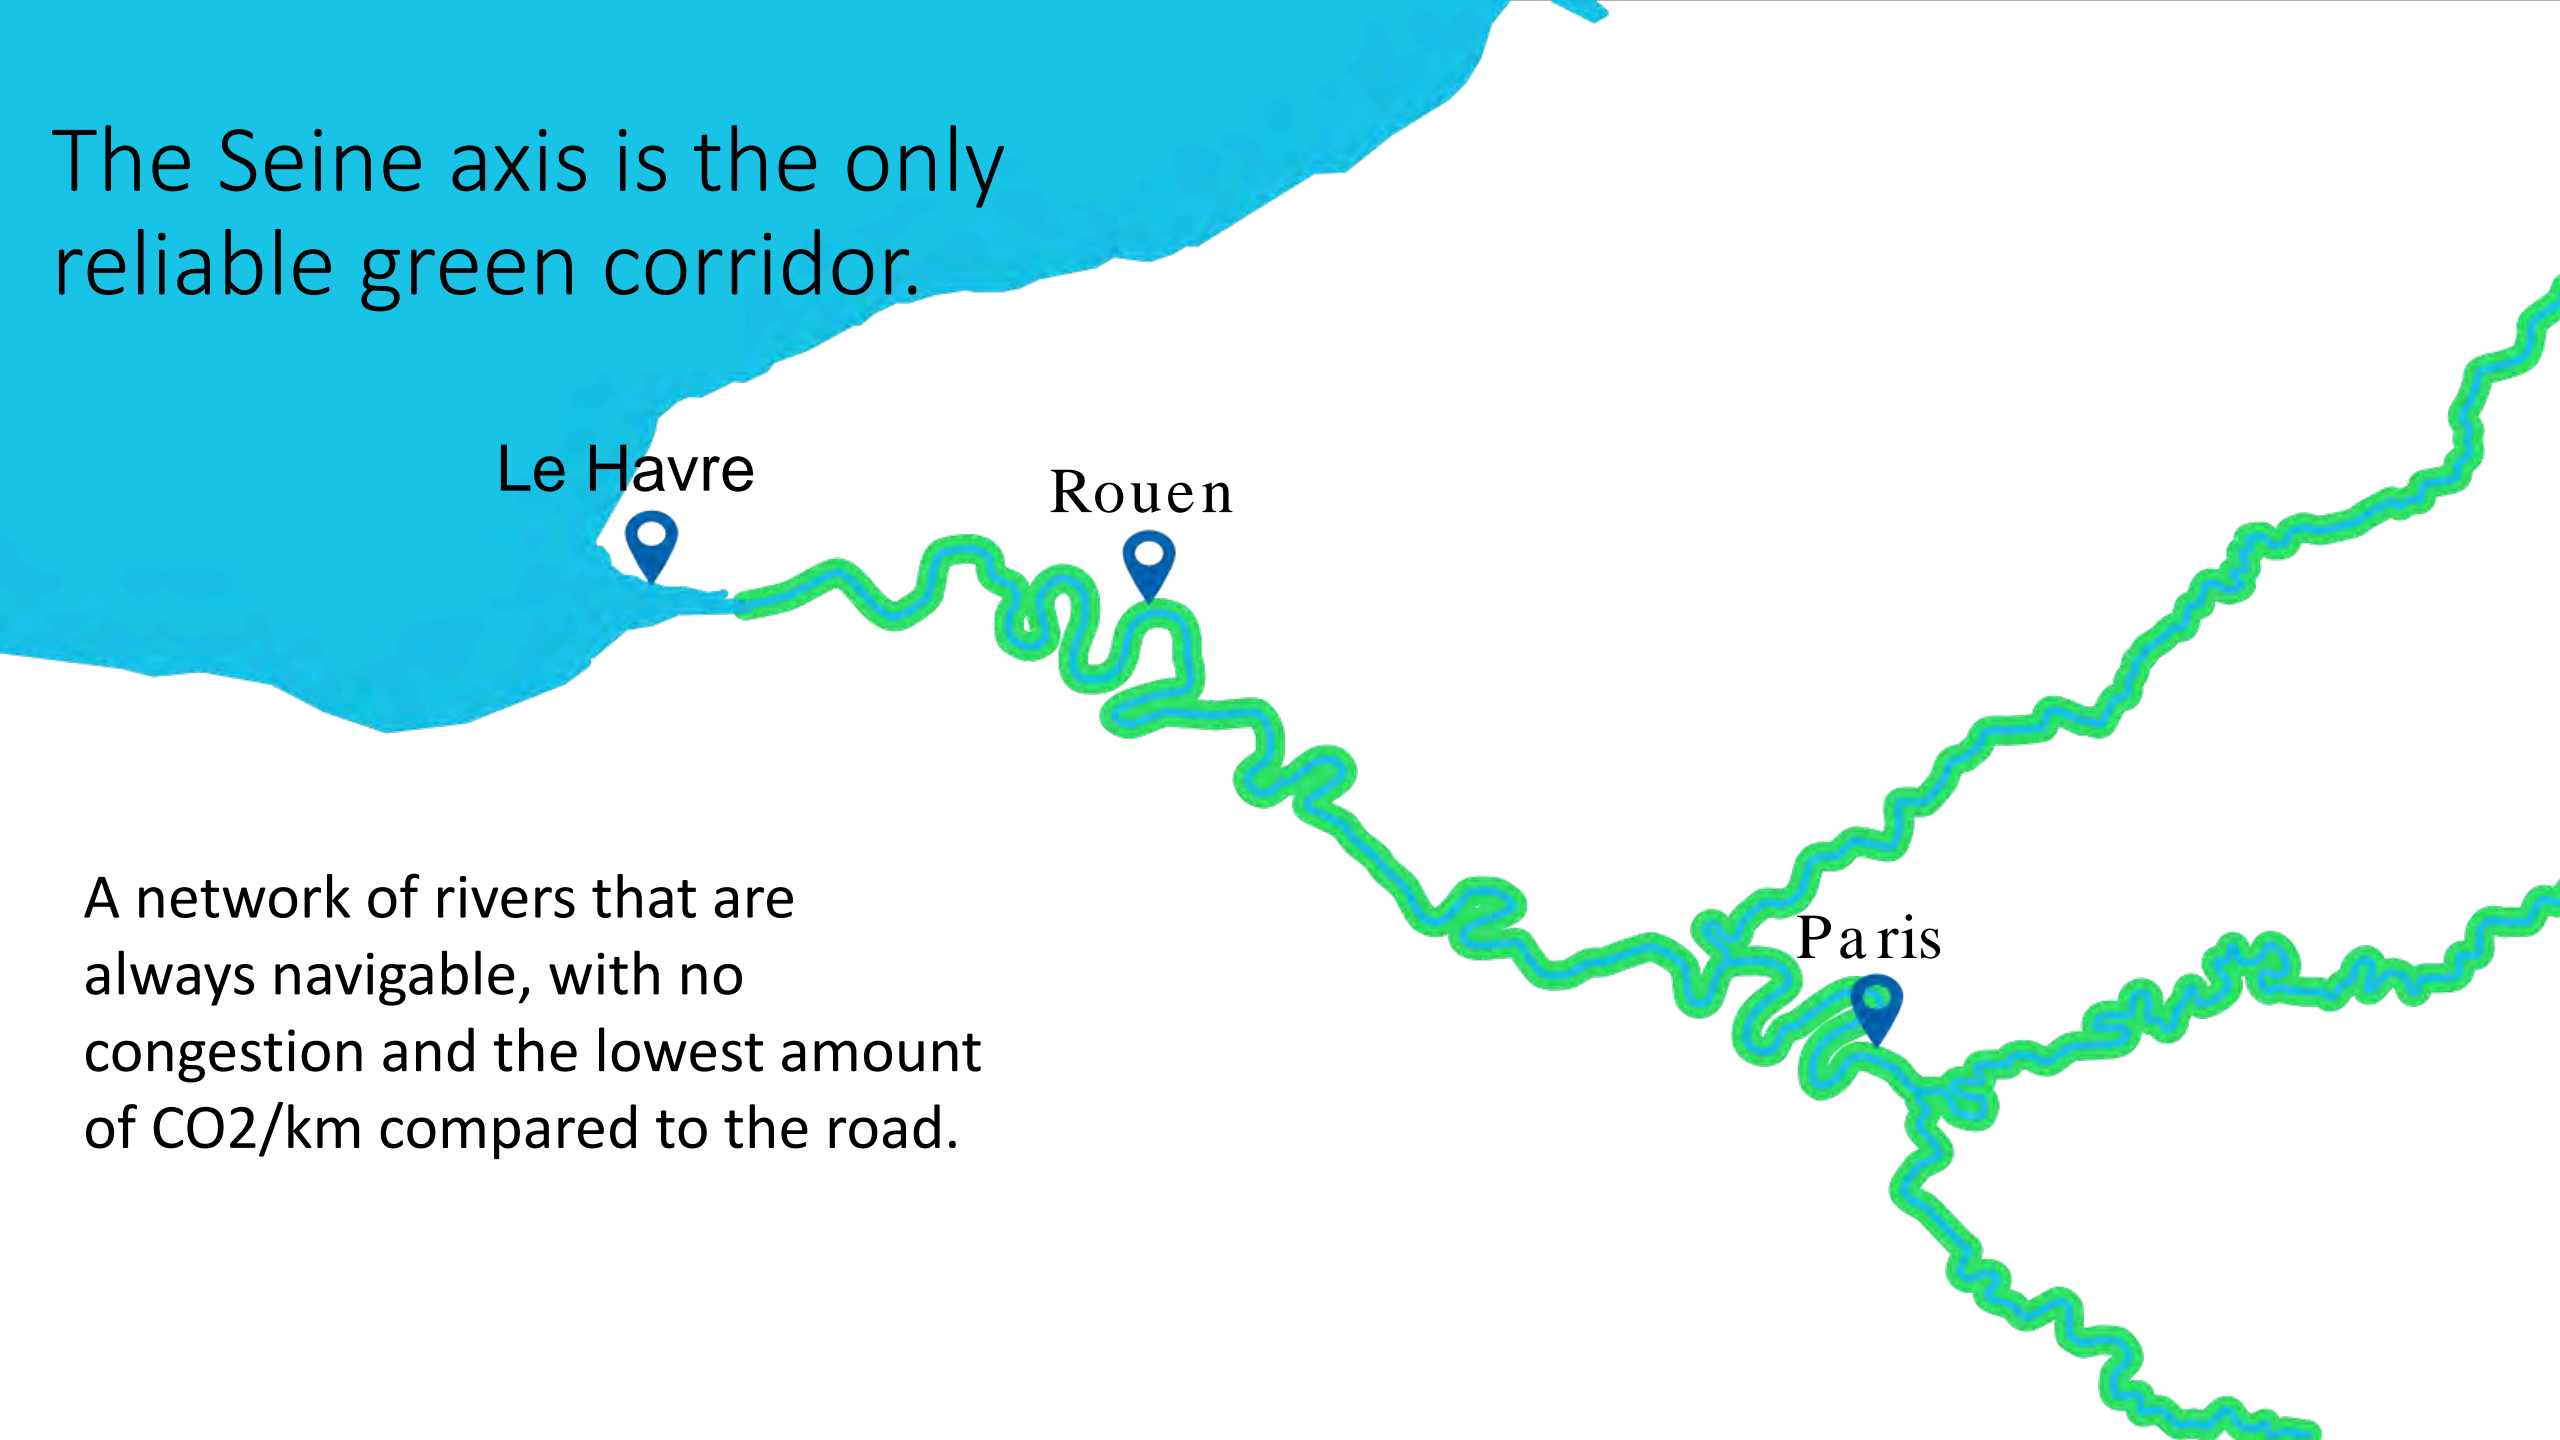 The Seine axis is the only
reliable green corridor.
Le Havre
Rouen
Paris
A network of rivers that are
always navigable, with no
congestion and the lowest amount
of CO2/km compared to the road.